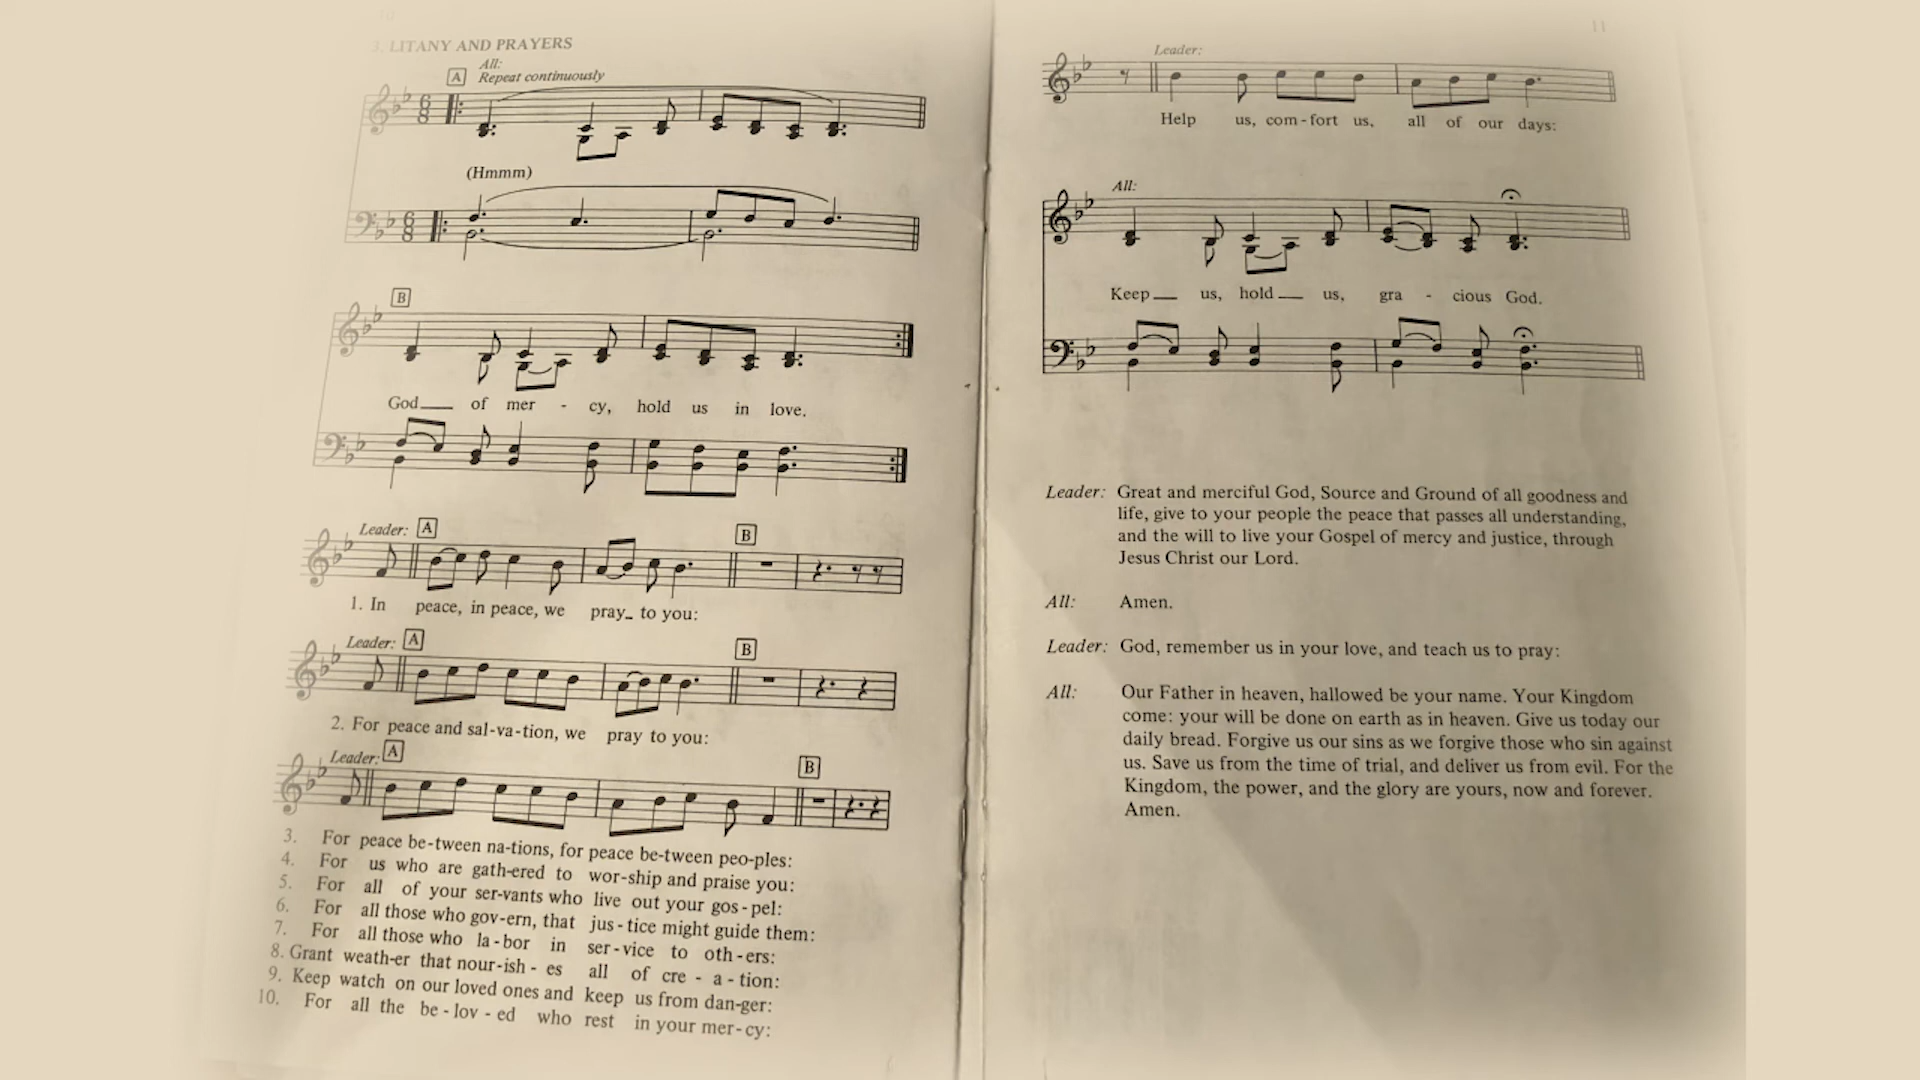 3. LITANY AND PRAYERS
All:
A Repeat continuously
(Hmmm)
B
God of mer - cy, hold us in love.
Leader: A B
1. In peace, in peace, we pray to you:
Leader: A B
2. For peace and sal-va-tion, we pray to you:
Leader: A B
3. For peace be-tween na-tions, for peace be-tween peo-ples:
4. For us who are gath-ered to wor-ship and praise you:
5. For all of your ser-vants who live out your gos-pel:
6. For all those who gov-ern, that jus-tice might guide them:
7. For all those who la-bor in ser-vice to oth-ers:
8. Grant weath-er that nour-ish-es all of cre-a-tion:
9. Keep watch on our loved ones and keep us from dan-ger:
10. For all the be-lov-ed who rest in your mer-cy:
11
Leader:
Help us, com-fort us, all of our days:
All:
Keep us, hold us, gra - cious God.
Leader: Great and merciful God, Source and Ground of all goodness and
life, give to your people the peace that passes all understanding,
and the will to live your Gospel of mercy and justice, through
Jesus Christ our Lord.
All: Amen.
Leader: God, remember us in your love, and teach us to pray:
All: Our Father in heaven, hallowed be your name. Your Kingdom
come: your will be done on earth as in heaven. Give us today our
daily bread. Forgive us our sins as we forgive those who sin against
us. Save us from the time of trial, and deliver us from evil. For the
Kingdom, the power, and the glory are yours, now and forever.
Amen.